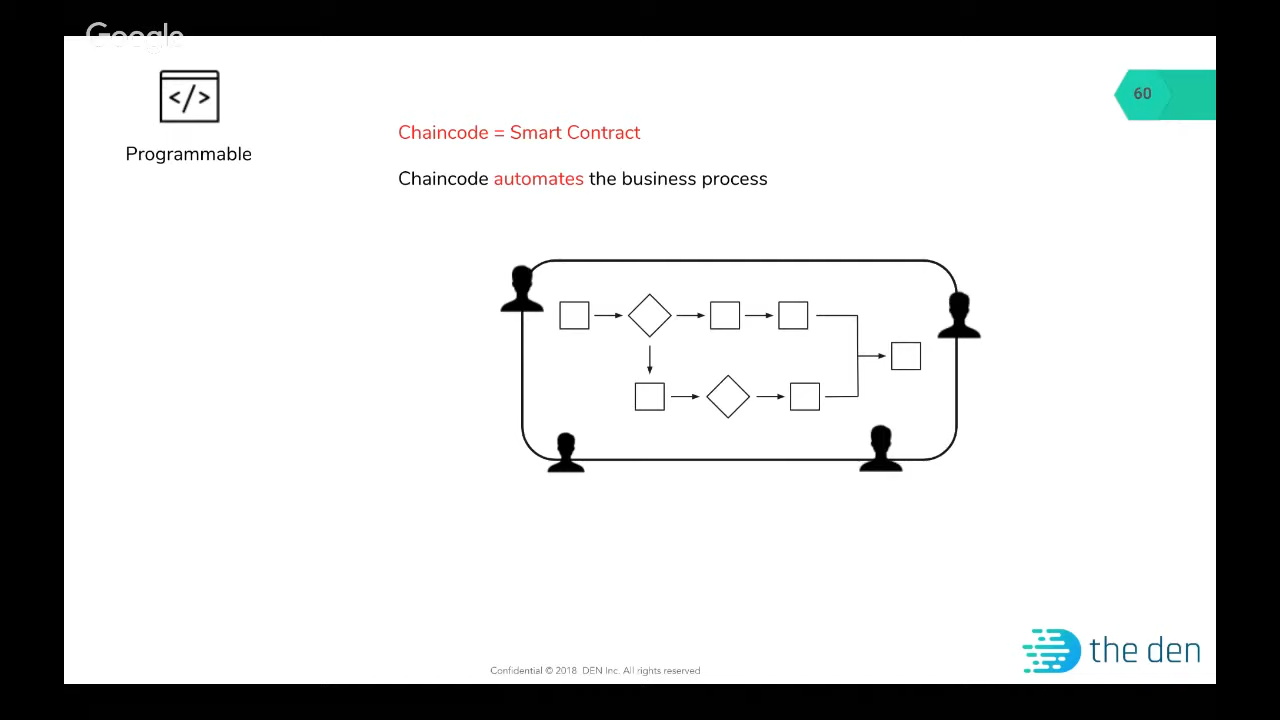 Google
</>
Programmable
60
Chaincode = Smart Contract
Chaincode automates the business process
Confidential © 2018 DEN Inc. All rights reserved
the den